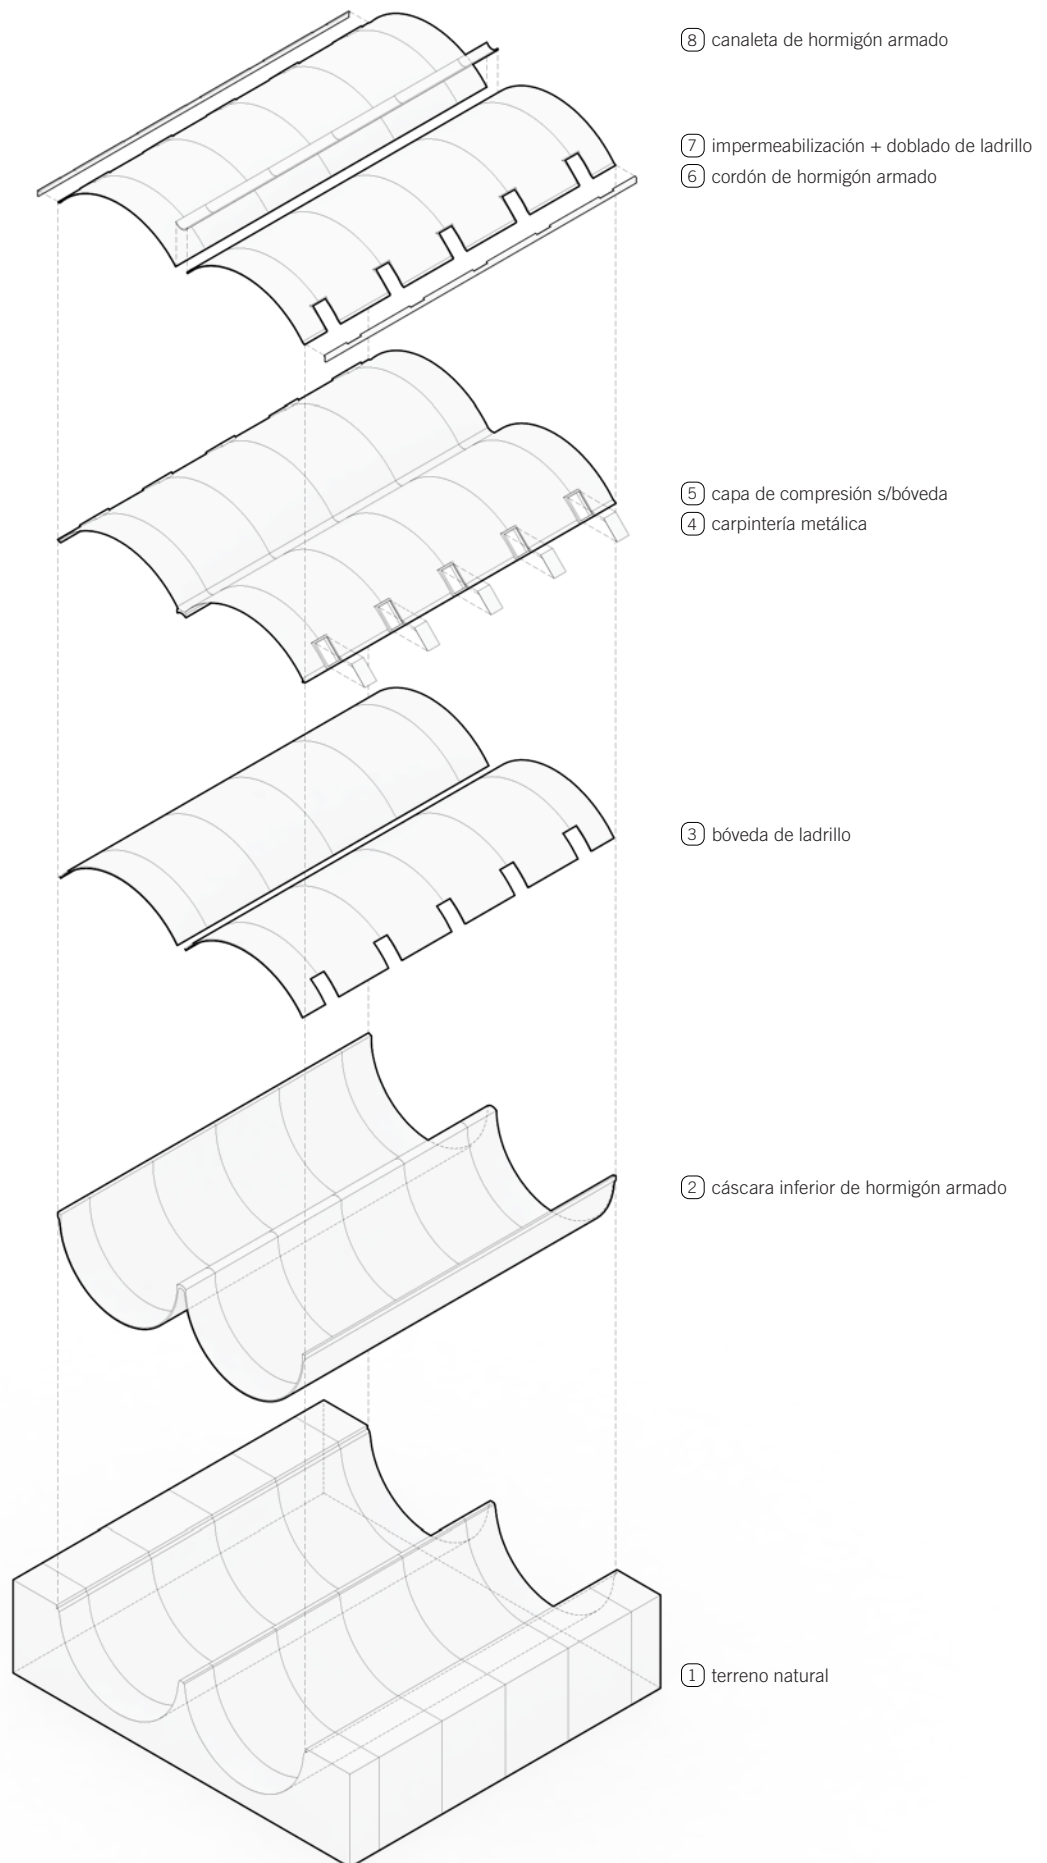 8 canaleta de hormigón armado
7 impermeabilización + doblado de ladrillo
6 cordón de hormigón armado
5 capa de compresión s/bóveda
4 carpintería metálica
3 bóveda de ladrillo
2 cáscara inferior de hormigón armado
1 terreno natural